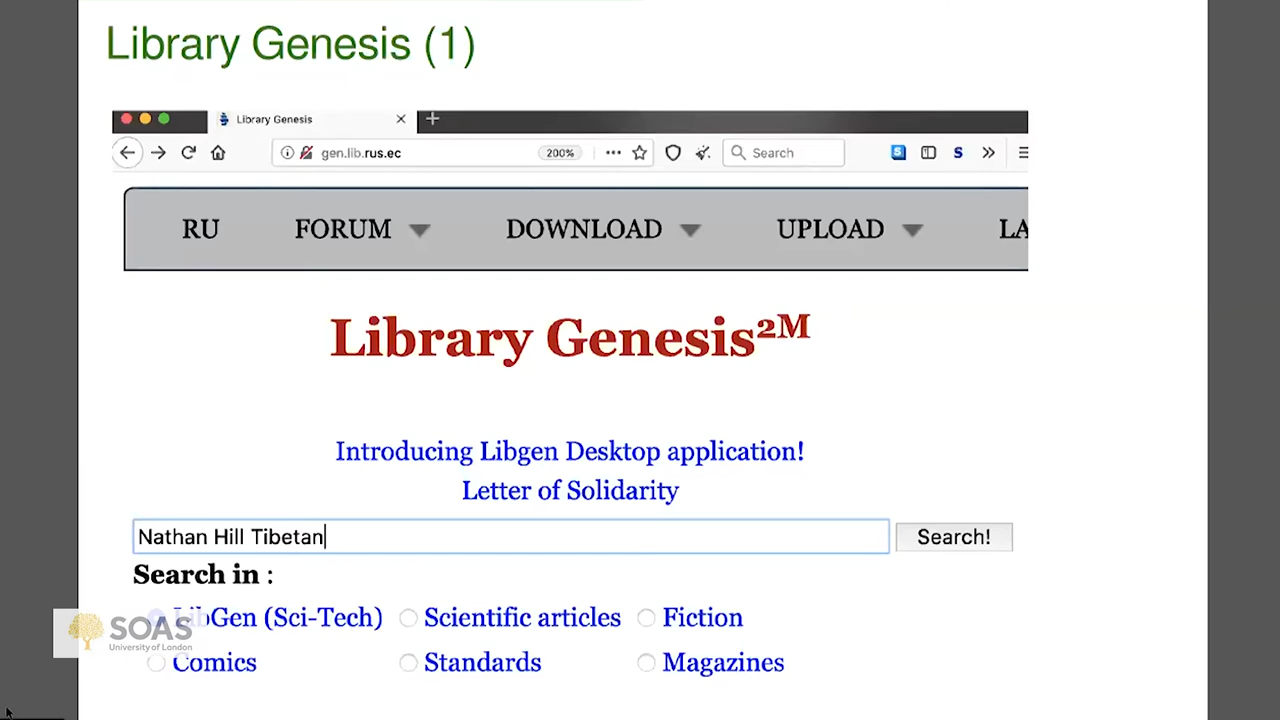 Library Genesis (1)
Library Genesis
gen.lib.rus.ec 200% Search S
RU FORUM DOWNLOAD UPLOAD LA
Library Genesis2M
Introducing Libgen Desktop application!
Letter of Solidarity
Nathan Hill Tibetan Search!
Search in :
LibGen (Sci-Tech) Scientific articles Fiction
SOAS
University of London
Comics Standards Magazines